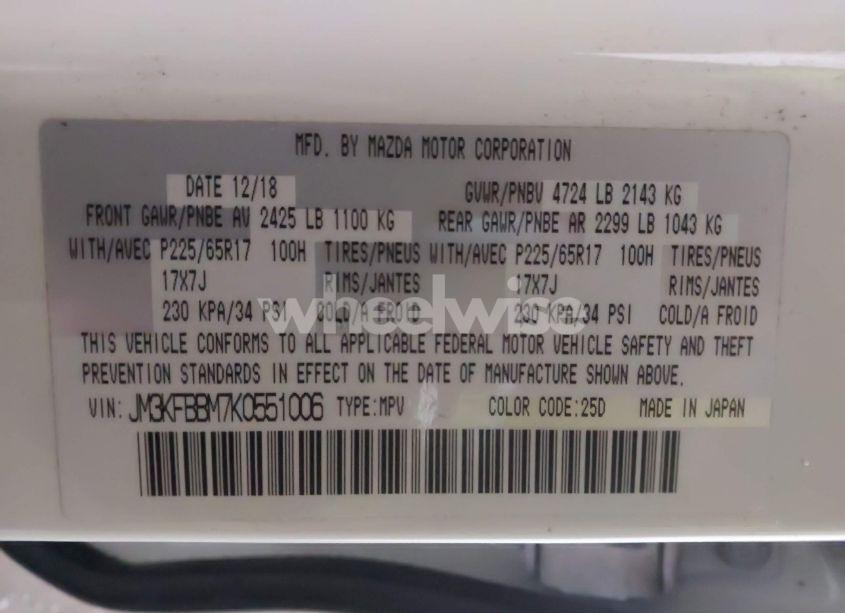 MFD. BY MAZDA MOTOR CORPORATION
DATE 12/18 GVWR/PNBV 4724 LB 2143 KG
FRONT GAWR/PNBE AV 2425 LB 1100 KG REAR GAWR/PNBE AR 2299 LB 1043 KG
WITH/AVEC P225/65R17 100H TIRES/PNEUS WITH/AVEC P225/65R17 100H TIRES/PNEUS
17X7J RIMS/JANTES 17X7J RIMS/JANTES
230 KPA/34 PSI COLD/A FROID 230 KPA/34 PSI COLD/A FROID
wheelwise
THIS VEHICLE CONFORMS TO ALL APPLICABLE FEDERAL MOTOR VEHICLE SAFETY AND THEFT
PREVENTION STANDARDS IN EFFECT ON THE DATE OF MANUFACTURE SHOWN ABOVE.
VIN: JM3KFBBM7K0551006 TYPE:MPV COLOR CODE:25D MADE IN JAPAN